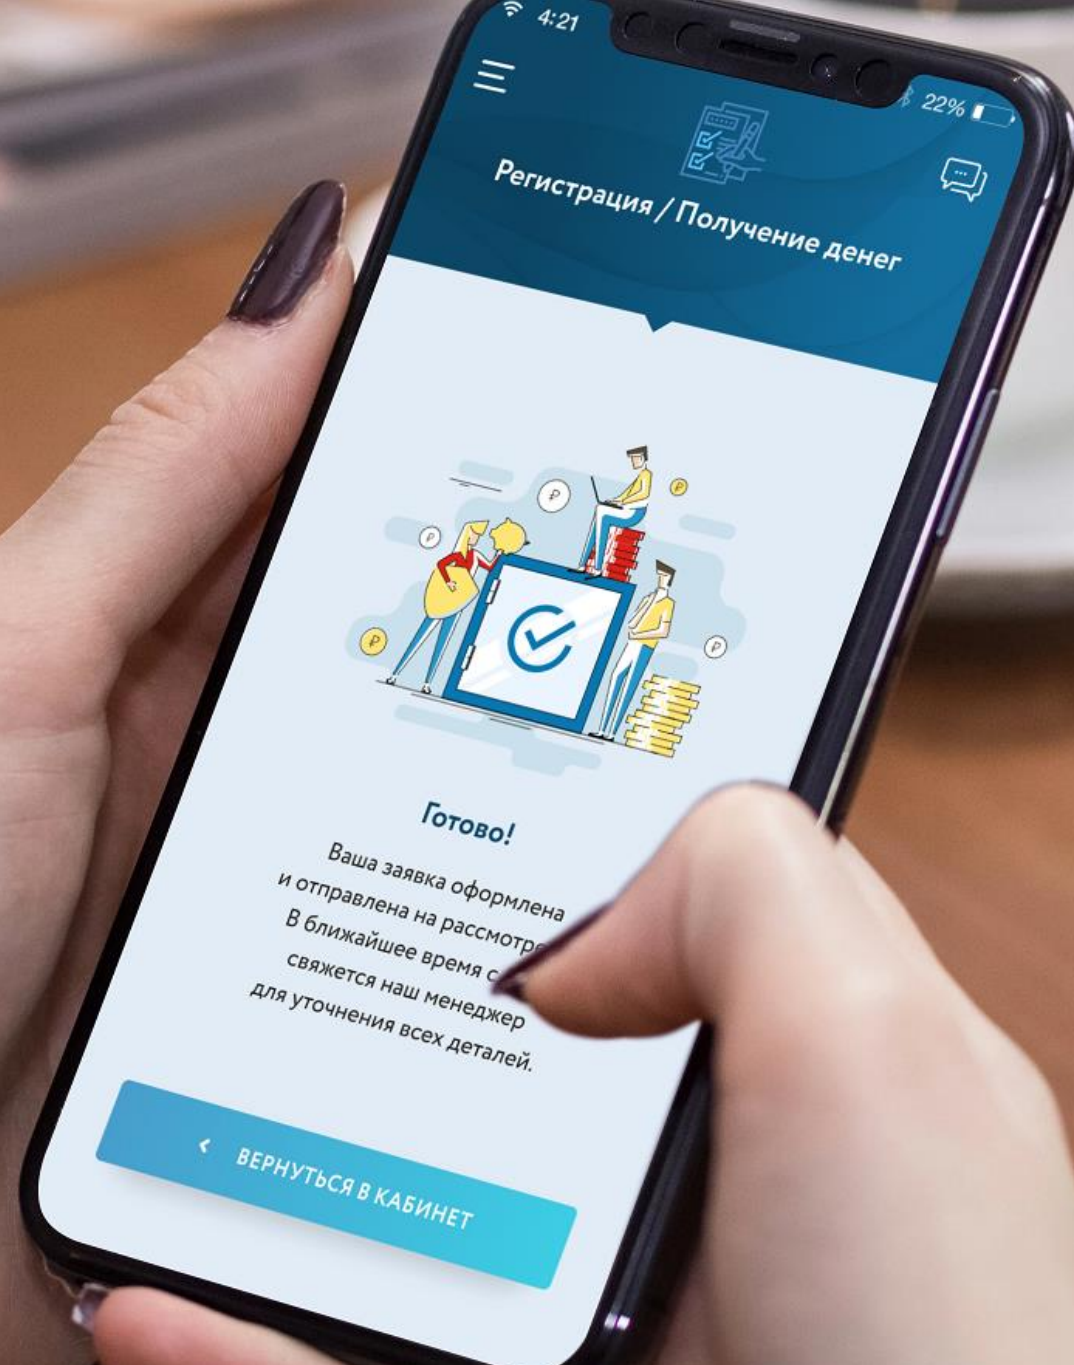 4:21
22%
Регистрация / Получение денег
Готово!
Ваша заявка оформлена
и отправлена на
В ближайшее время
свяжется наш менеджер
для уточнения всех деталей.
ВЕРНУТЬСЯ В КАБИНЕТ